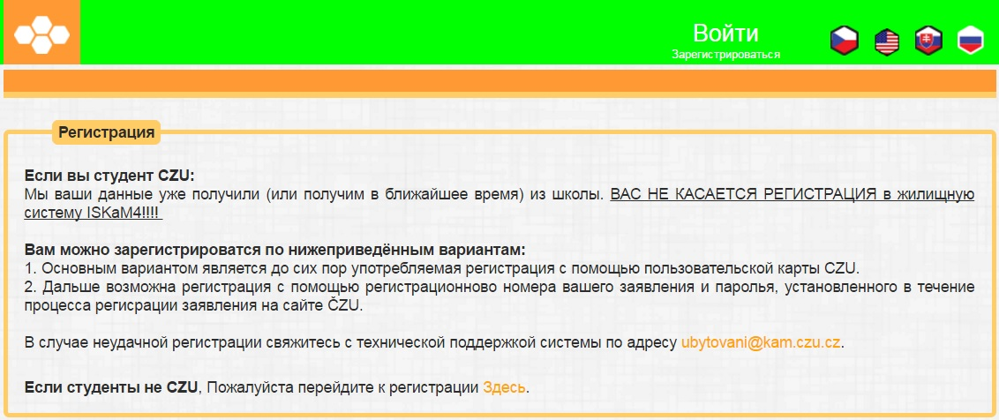 Войти
Зарегистрироваться
Регистрация
Если вы студент CZU:
Мы ваши данные уже получили (или получим в ближайшее время) из школы. ВАС НЕ КАСАЕТСЯ РЕГИСТРАЦИЯ в жилищную
систему ISKaM4!!!!
Вам можно зарегистрироватся по нижеприведённым вариантам:
1. Основным вариантом является до сих пор употребляемая регистрация с помощью пользовательской карты CZU.
2. Дальше возможна регистрация с помощью регистрационново номера вашего заявления и паролья, установленного в течение
процесса регисрации заявления на сайте ČZU.
В случае неудачной регистрации свяжитесь с технической поддержкой системы по адресу ubytovani@kam.czu.cz.
Если студенты не CZU, Пожалуйста перейдите к регистрации Здесь.